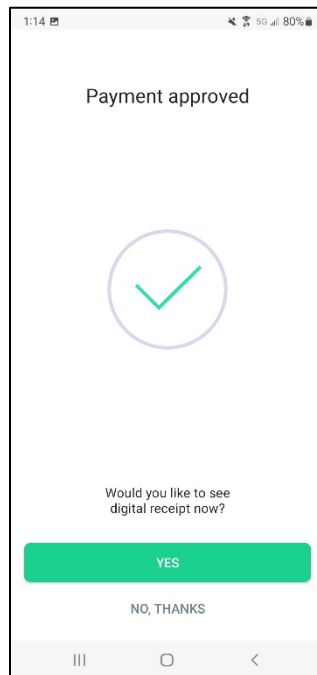 1:14 5G 80%
Payment approved
Would you like to see
digital receipt now?
YES
NO, THANKS